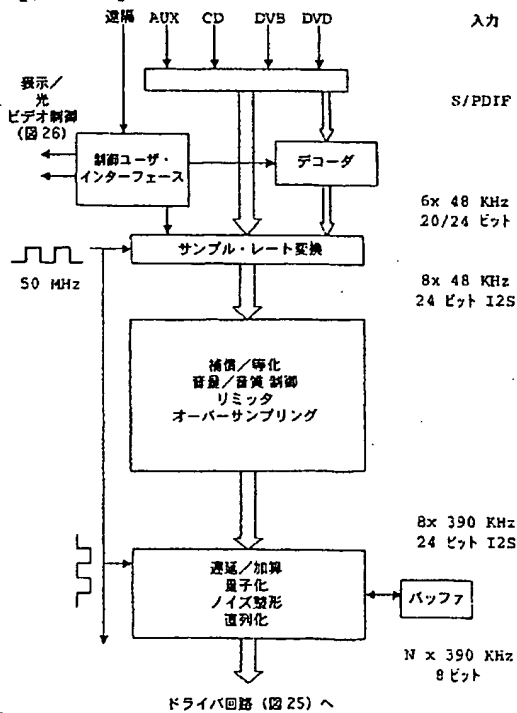 遠隔 AUX CD DVB DVD 入力
表示/
光
ビデオ制御
(図26)
S/PDIF
制御ユーザ・
インターフェース
デコーダ
6x 48 KHz
20/24 ビット
サンプル・レート変換
50 MHz
8x 48 KHz
24 ビット I2S
補償/等化
音量/音質 制御
リミッタ
オーバーサンプリング
8x 390 KHz
24 ビット I2S
遅延/加算
量子化
ノイズ整形
直列化
バッファ
N x 390 KHz
8 ビット
ドライバ回路 (図25) へ